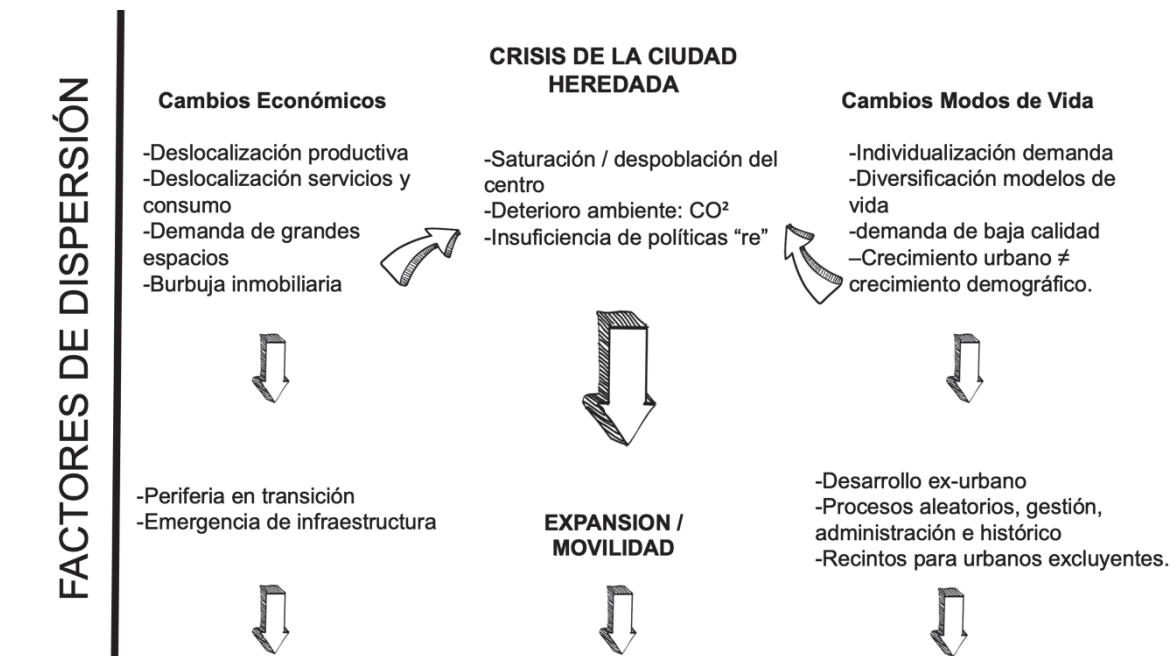 FACTORES DE DISPERSIÓN
Cambios Económicos
-Deslocalización productiva
-Deslocalización servicios y
consumo
-Demanda de grandes
espacios
-Burbuja inmobiliaria
CRISIS DE LA CIUDAD
HEREDADA
-Saturación / despoblación del
centro
-Deterioro ambiente: CO²
-Insuficiencia de políticas “re”
Cambios Modos de Vida
-Individualización demanda
-Diversificación modelos de
vida
-demanda de baja calidad
–Crecimiento urbano ≠
crecimiento demográfico.
-Periferia en transición
-Emergencia de infraestructura
EXPANSION /
MOVILIDAD
-Desarrollo ex-urbano
-Procesos aleatorios, gestión,
administración e histórico
-Recintos para urbanos excluyentes.